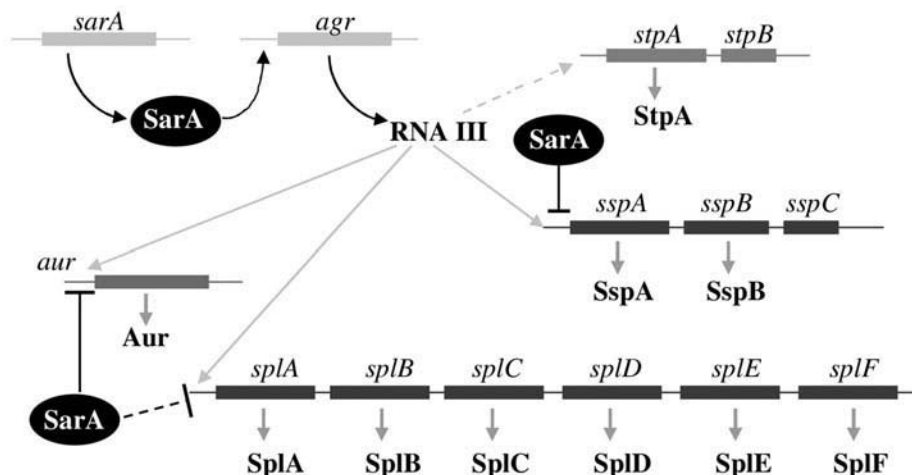 sarA
agr
stpA stpB
SarA
StpA
RNA III
SarA
sspA sspB sspC
aur
SspA SspB
Aur
splA splB splC splD splE splF
SarA
SplA SplB SplC SplD SplE SplF